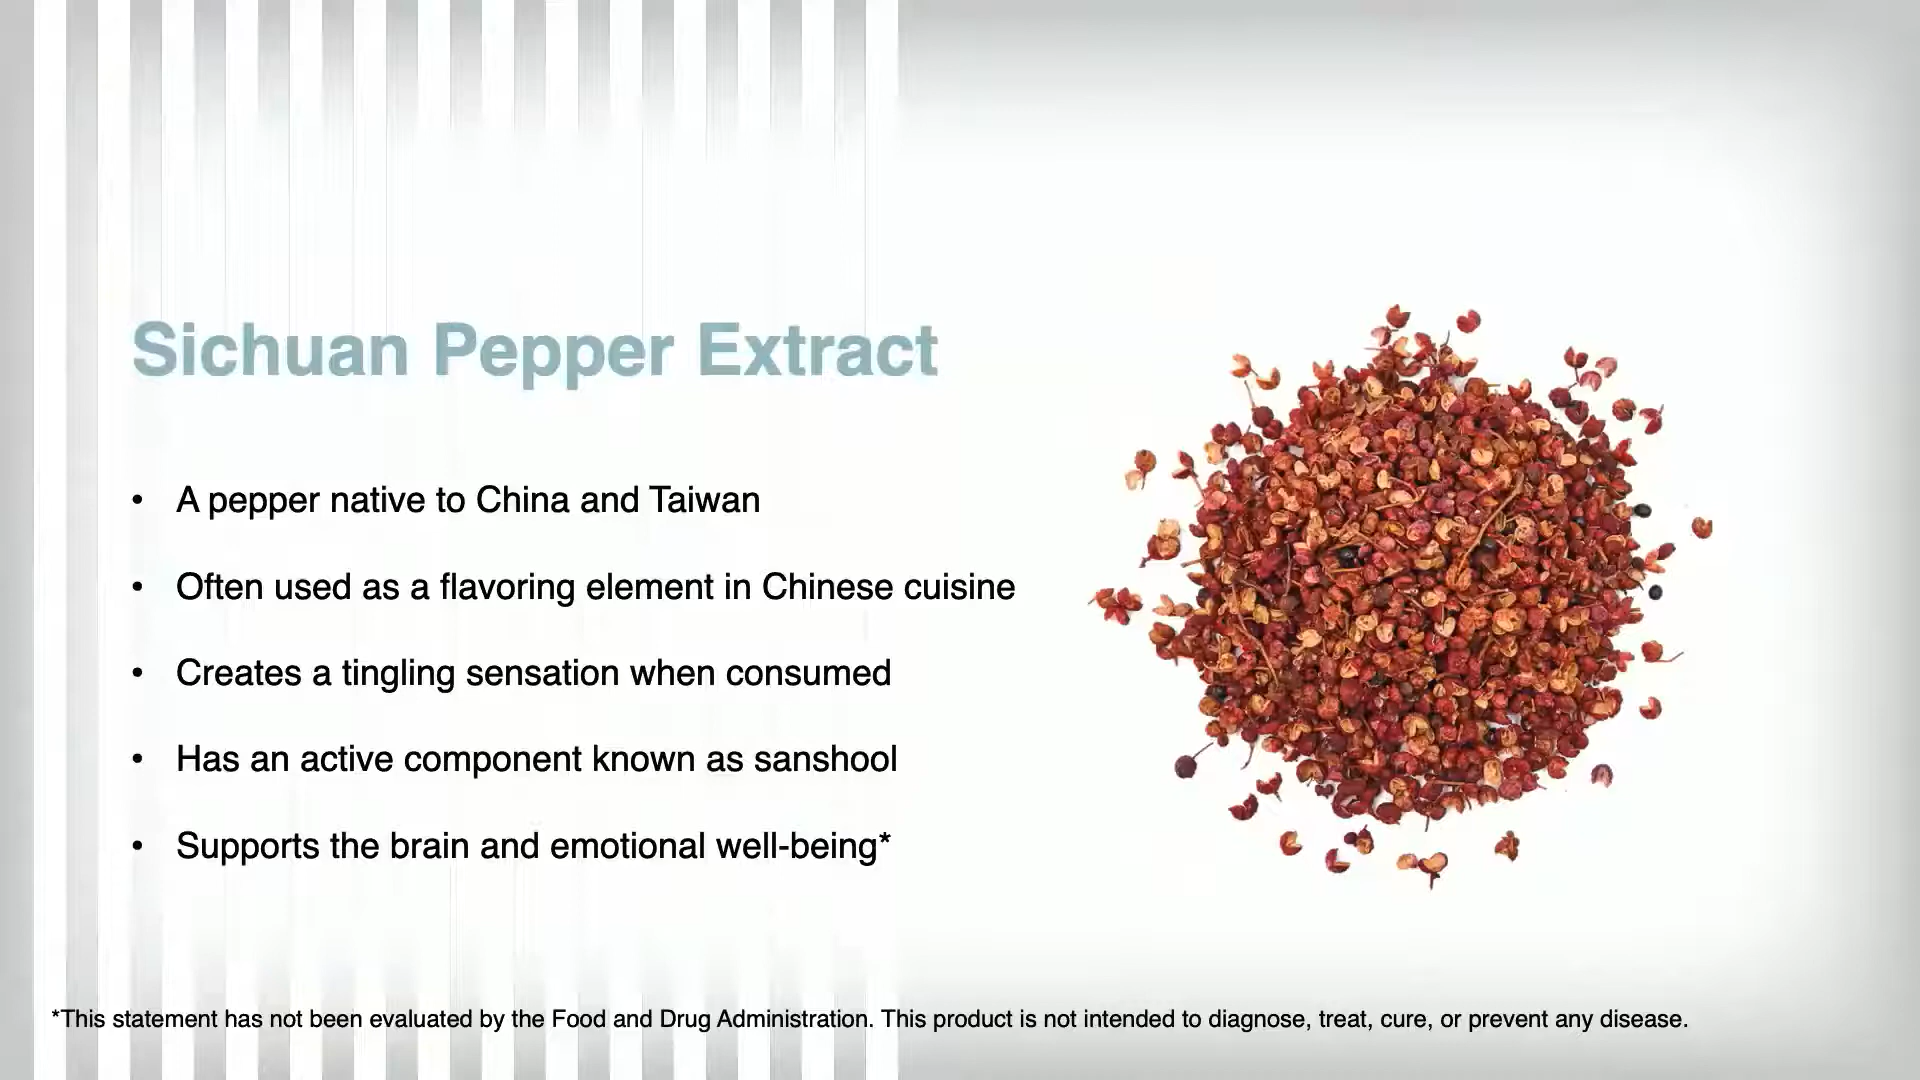 Sichuan Pepper Extract
• A pepper native to China and Taiwan
• Often used as a flavoring element in Chinese cuisine
• Creates a tingling sensation when consumed
• Has an active component known as sanshool
• Supports the brain and emotional well-being*
*This statement has not been evaluated by the Food and Drug Administration. This product is not intended to diagnose, treat, cure, or prevent any disease.